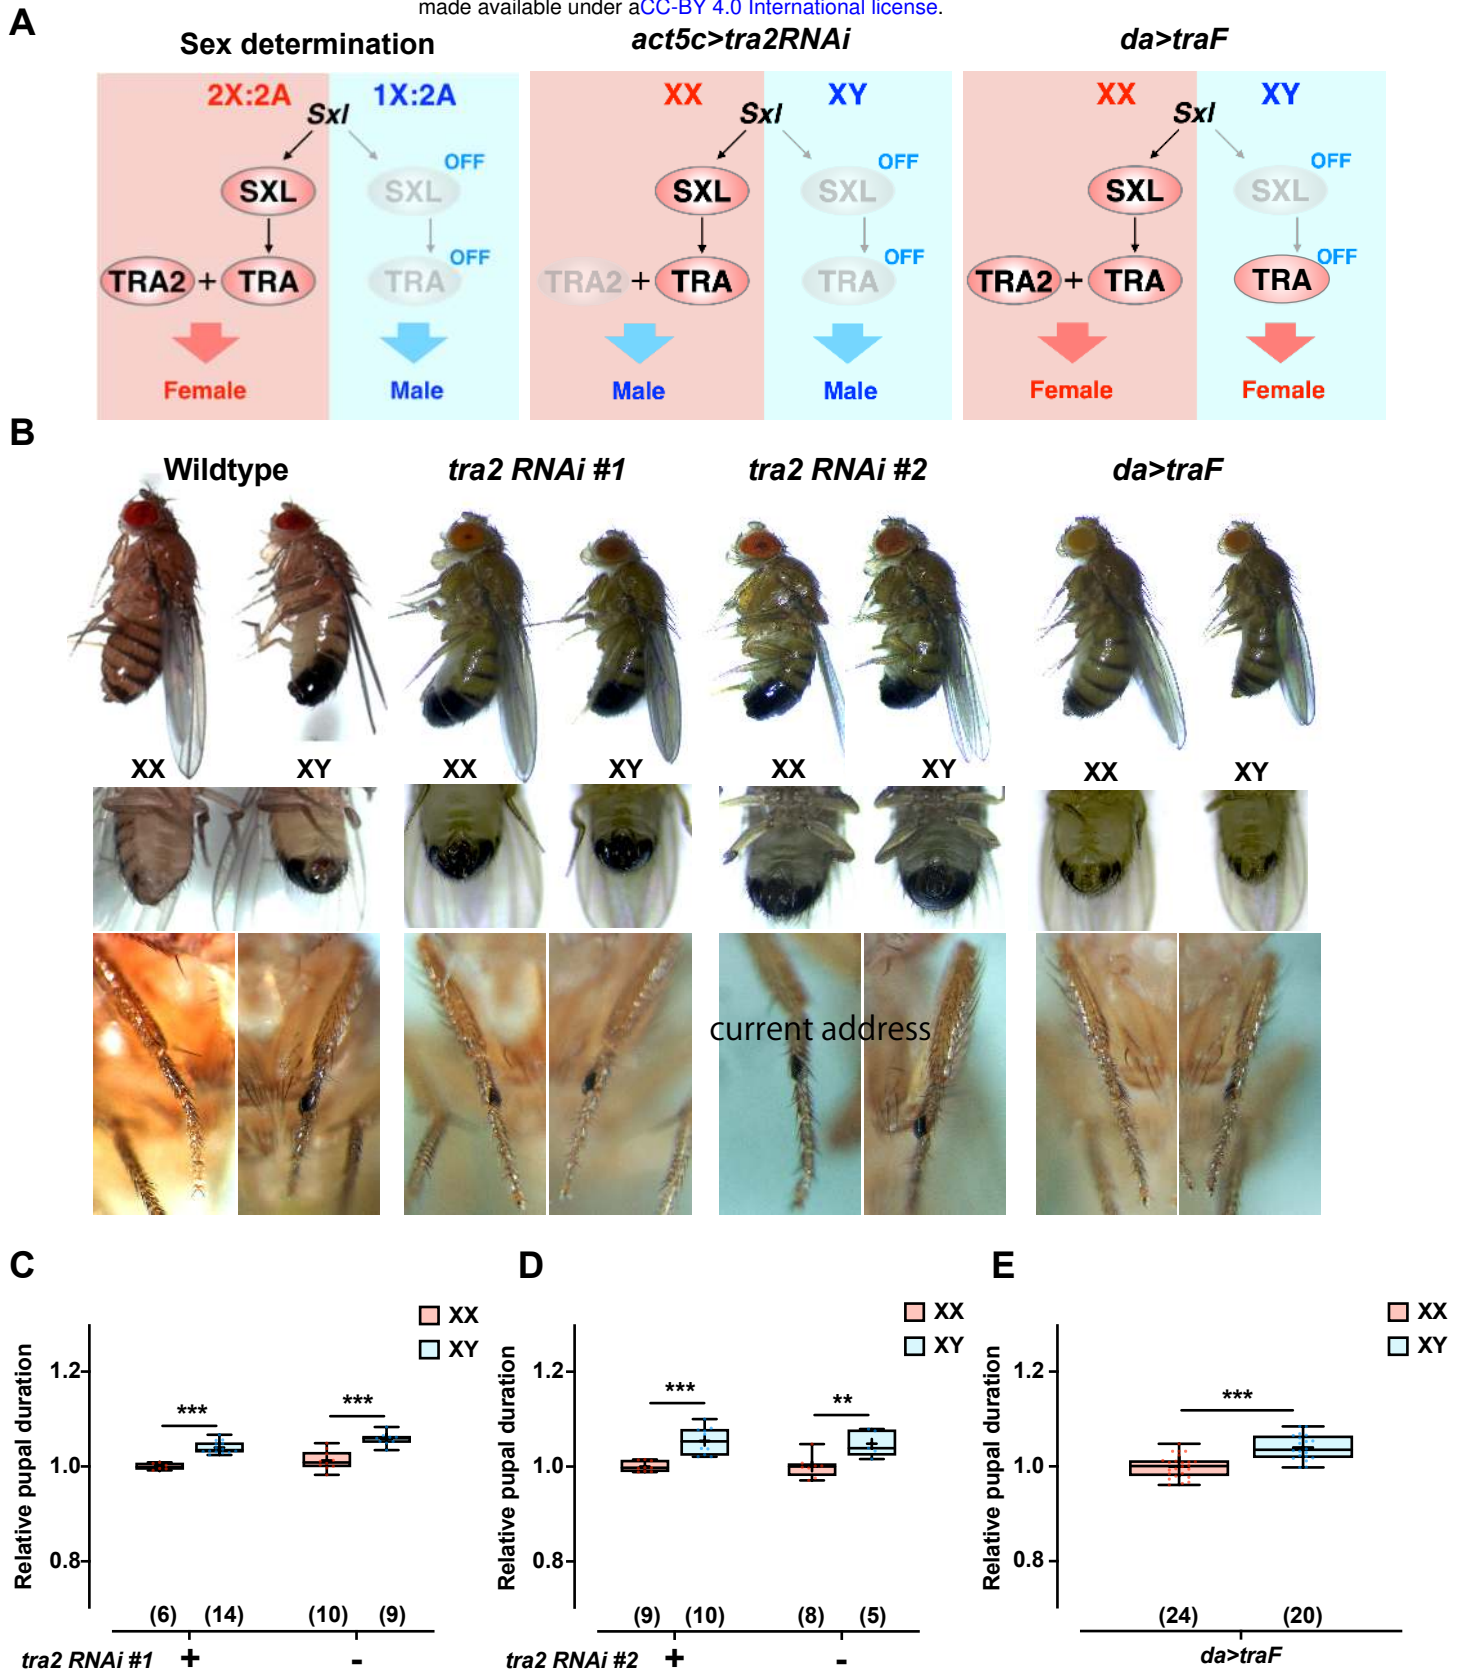 made available under aCC-BY 4.0 International license.
A
Sex determination
act5c>tra2RNAi
da>traF
2X:2A
1X:2A
Sxl
OFF
SXL
SXL
OFF
TRA2 + TRA
TRA
Female
Male
XX
XY
Sxl
OFF
SXL
SXL
OFF
TRA2 + TRA
TRA
Male
Male
XX
XY
Sxl
OFF
SXL
SXL
OFF
TRA2 + TRA
TRA
Female
Female
B
Wildtype
tra2 RNAi #1
tra2 RNAi #2
da>traF
XX
XY
XX
XY
XX
XY
XX
XY
current address
C
XX
XY
Relative pupal duration
1.2
1.0
0.8
***
***
(6)
(14)
(10)
(9)
tra2 RNAi #1
+
-
D
XX
XY
Relative pupal duration
1.2
1.0
0.8
***
**
(9)
(10)
(8)
(5)
tra2 RNAi #2
+
-
E
XX
XY
Relative pupal duration
1.2
1.0
0.8
***
(24)
(20)
da>traF